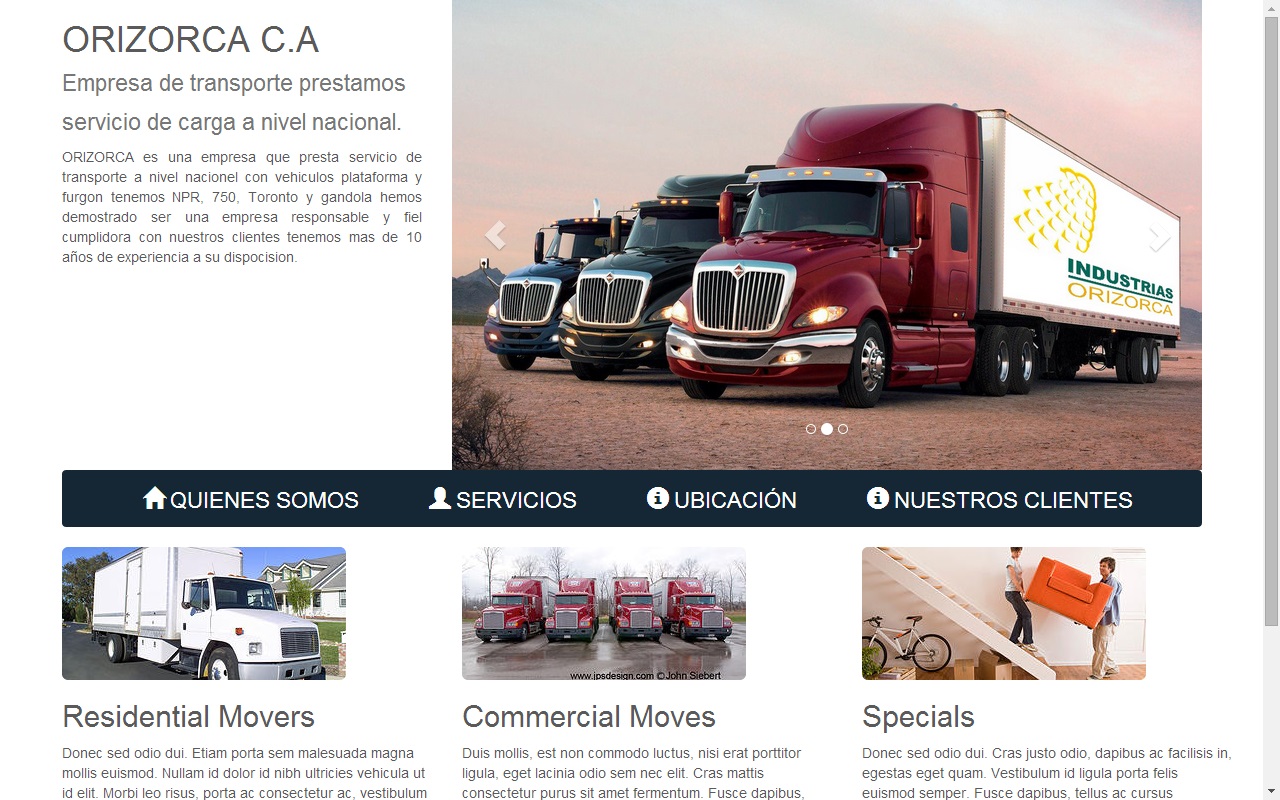 ORIZORCA C.A
Empresa de transporte prestamos
servicio de carga a nivel nacional.
ORIZORCA es una empresa que presta servicio de
transporte a nivel nacionel con vehiculos plataforma y
furgon tenemos NPR, 750, Toronto y gandola hemos
demostrado ser una empresa responsable y fiel
cumplidora con nuestros clientes tenemos mas de 10
años de experiencia a su dispocision.
INDUSTRIAS
ORIZORCA
QUIENES SOMOS
SERVICIOS
UBICACIÓN
NUESTROS CLIENTES
www.jpsdesign.com © John Siebert
Residential Movers
Donec sed odio dui. Etiam porta sem malesuada magna
mollis euismod. Nullam id dolor id nibh ultricies vehicula ut
id elit. Morbi leo risus, porta ac consectetur ac, vestibulum
Commercial Moves
Duis mollis, est non commodo luctus, nisi erat porttitor
ligula, eget lacinia odio sem nec elit. Cras mattis
consectetur purus sit amet fermentum. Fusce dapibus,
Specials
Donec sed odio dui. Cras justo odio, dapibus ac facilisis in,
egestas eget quam. Vestibulum id ligula porta felis
euismod semper. Fusce dapibus, tellus ac cursus